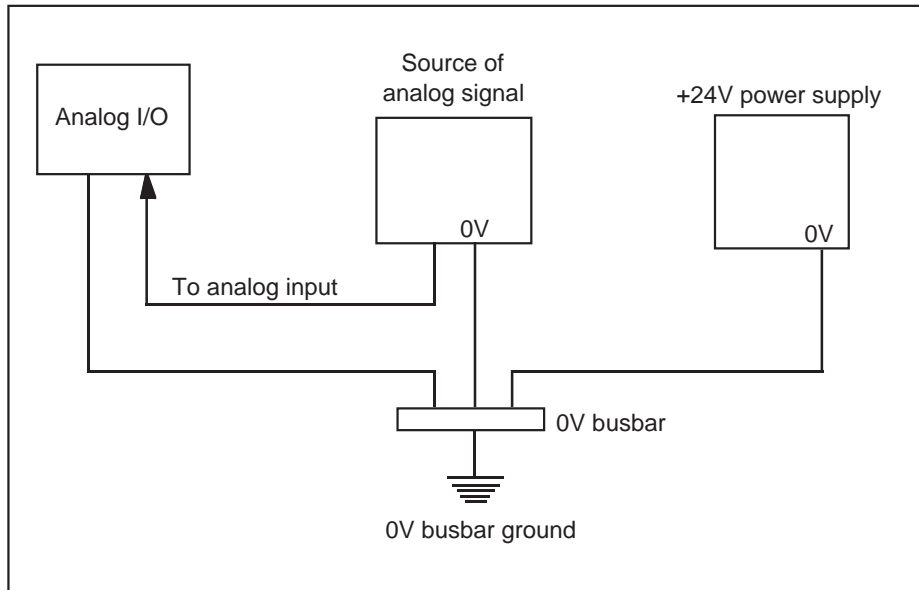 Analog I/O
Source of
analog signal
+24V power supply
0V
0V
To analog input
0V busbar
0V busbar ground